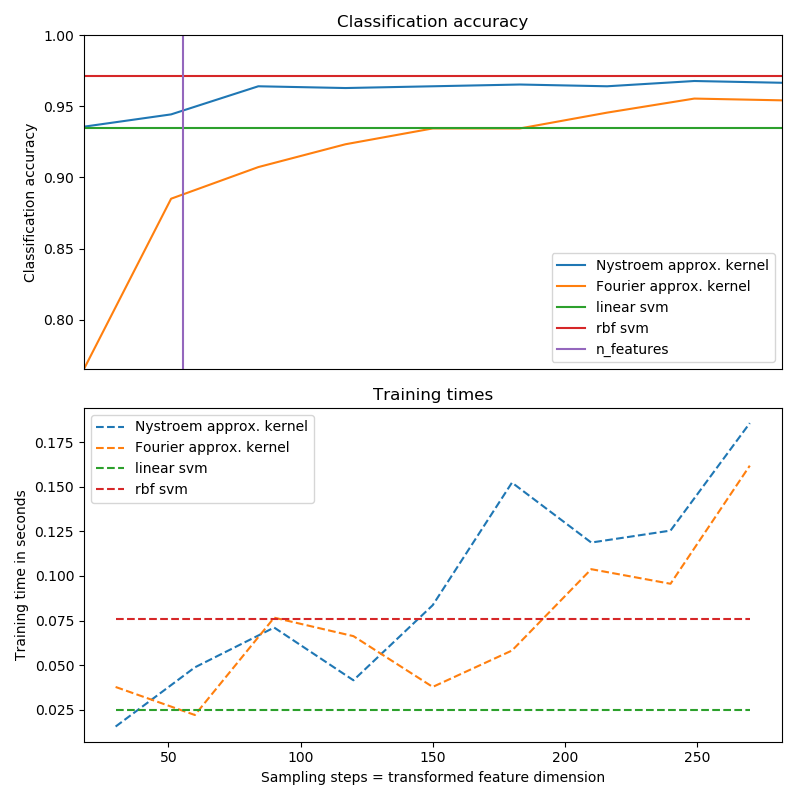 Classification accuracy
1.00
0.95
0.90
0.85
0.80
Classification accuracy
Nystroem approx. kernel
Fourier approx. kernel
linear svm
rbf svm
n_features
Training times
0.175
0.150
0.125
0.100
0.075
0.050
0.025
Training time in seconds
Nystroem approx. kernel
Fourier approx. kernel
linear svm
rbf svm
50
100
150
200
250
Sampling steps = transformed feature dimension